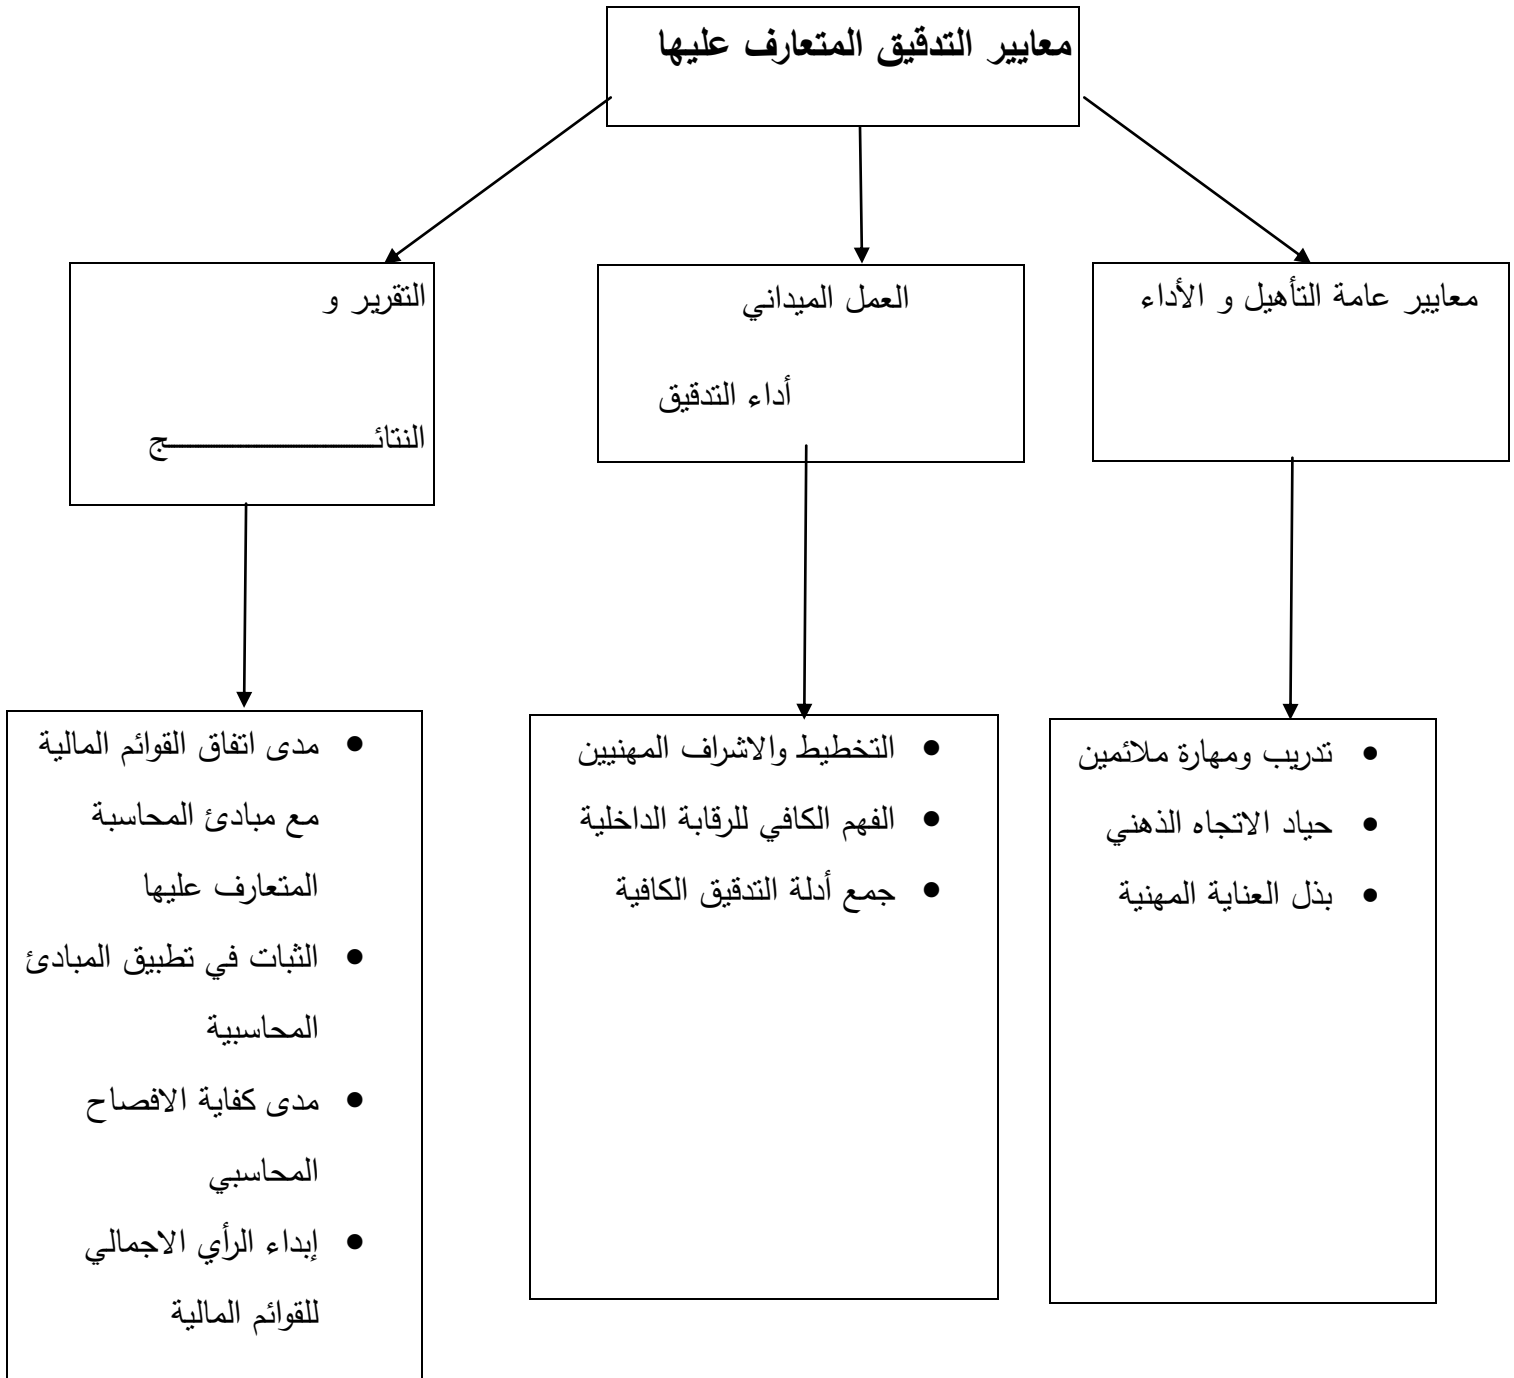 معايير التدقيق المتعارف عليها
معايير عامة التأهيل و الأداء
العمل الميداني
أداء التدقيق
التقرير و
النتائـــــــــــــــــــــــج
• تدريب ومهارة ملائمين
• حياد الاتجاه الذهني
• بذل العناية المهنية
• التخطيط والاشراف المهنيين
• الفهم الكافي للرقابة الداخلية
• جمع أدلة التدقيق الكافية
• مدى اتفاق القوائم المالية
مع مبادئ المحاسبة
المتعارف عليها
• الثبات في تطبيق المبادئ
المحاسبية
• مدى كفاية الافصاح
المحاسبي
• إبداء الرأي الاجمالي
للقوائم المالية